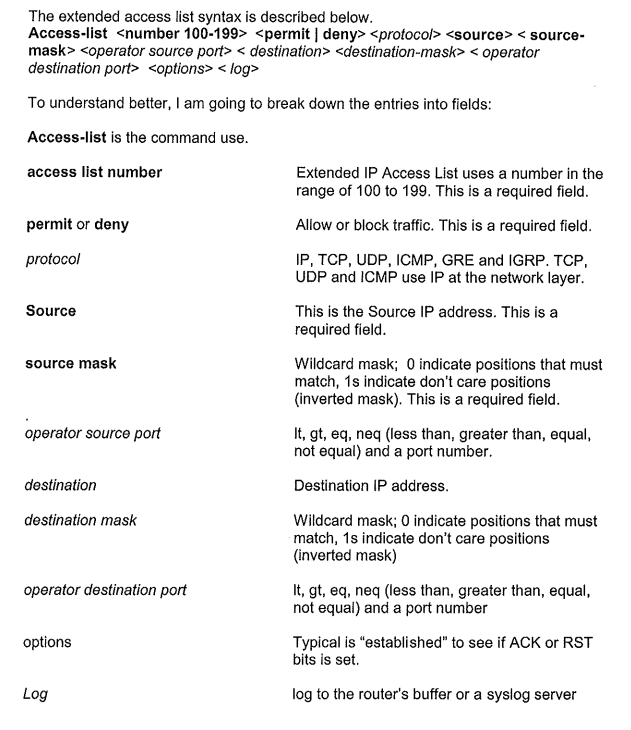 The extended access list syntax is described below.
Access-list <number 100-199> <permit | deny> <protocol> <source> < source-
mask> <operator source port> < destination> <destination-mask> < operator
destination port> <options> < log>
To understand better, I am going to break down the entries into fields:
Access-list is the command use.
access list number
Extended IP Access List uses a number in the
range of 100 to 199. This is a required field.
permit or deny
Allow or block traffic. This is a required field.
protocol
IP, TCP, UDP, ICMP, GRE and IGRP. TCP,
UDP and ICMP use IP at the network layer.
Source
This is the Source IP address. This is a
required field.
source mask
Wildcard mask; 0 indicate positions that must
match, 1s indicate don't care positions
(inverted mask). This is a required field.
operator source port
lt, gt, eq, neq (less than, greater than, equal,
not equal) and a port number.
destination
Destination IP address.
destination mask
Wildcard mask; 0 indicate positions that must
match, 1s indicate don't care positions
(inverted mask)
operator destination port
lt, gt, eq, neq (less than, greater than, equal,
not equal) and a port number
options
Typical is "established" to see if ACK or RST
bits is set.
Log
log to the router's buffer or a syslog server